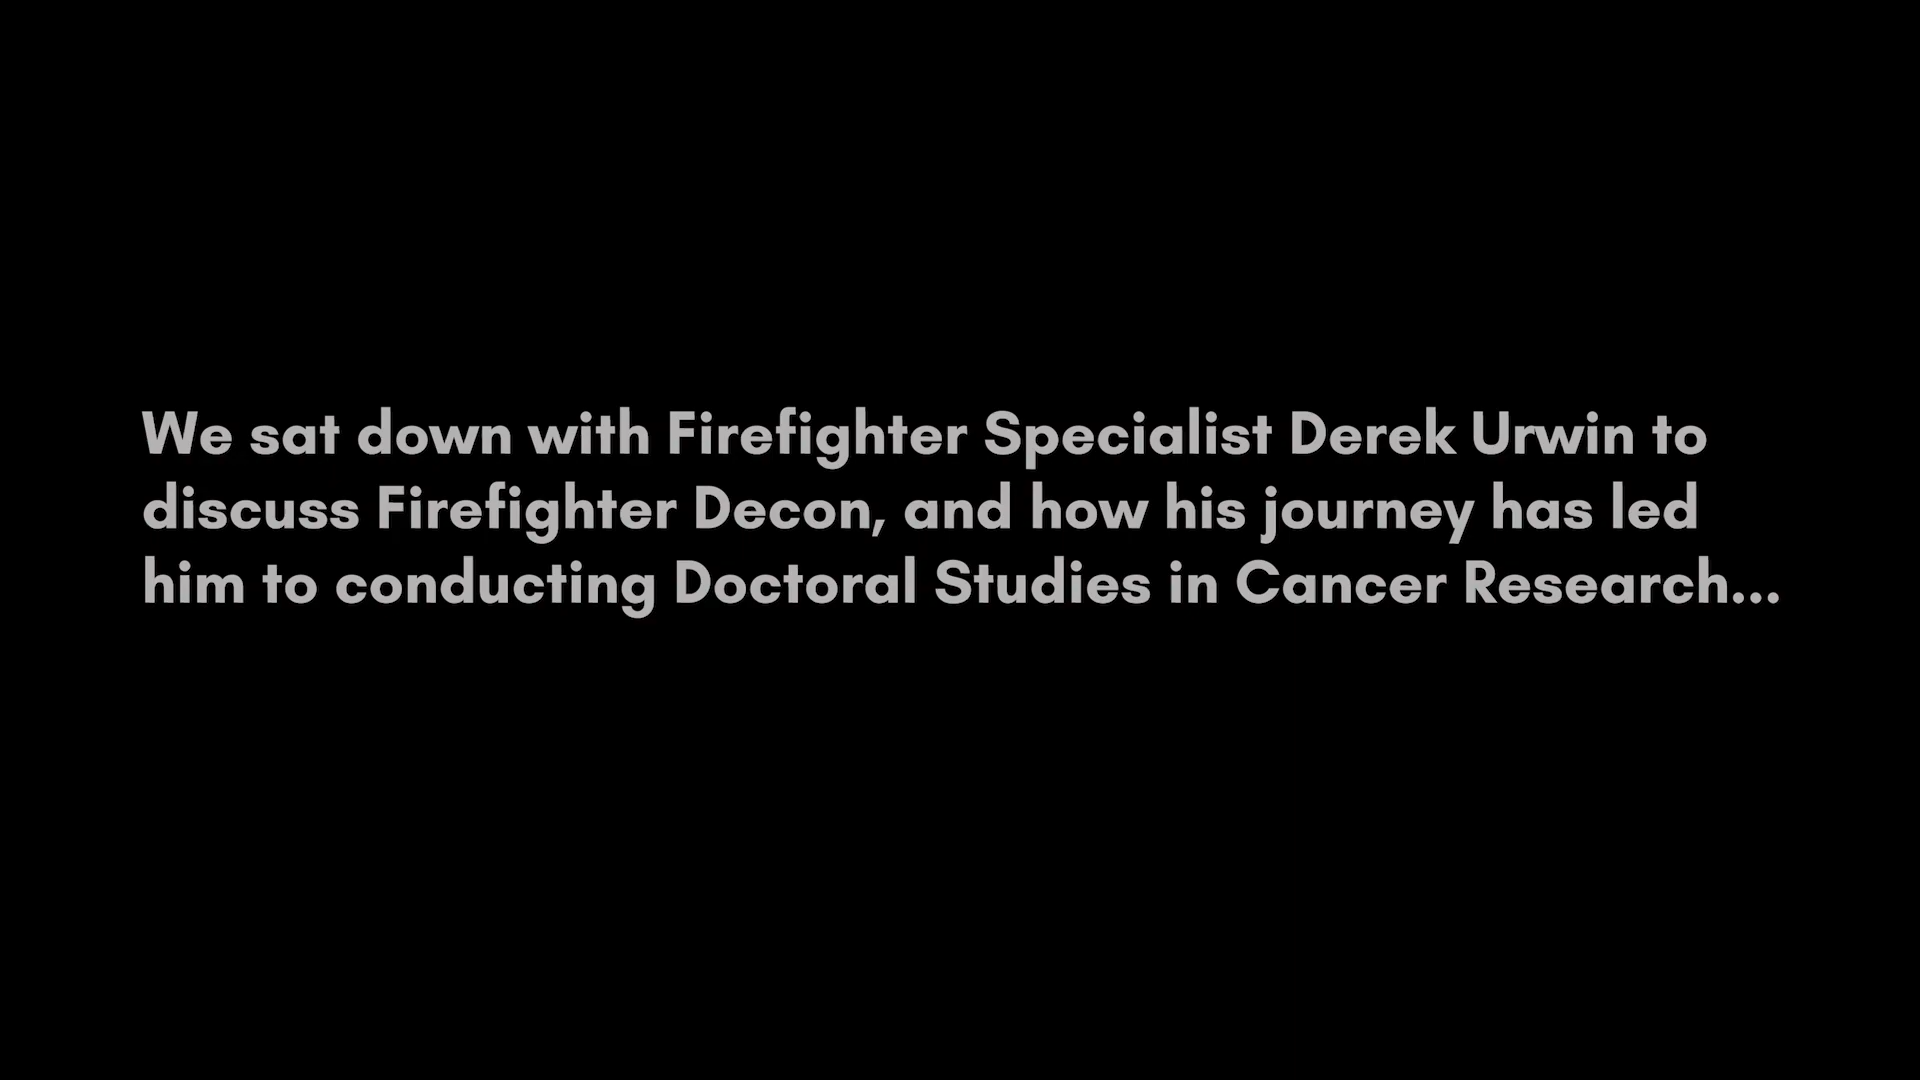 We sat down with Firefighter Specialist Derek Urwin to
discuss Firefighter Decon, and how his journey has led
him to conducting Doctoral Studies in Cancer Research...